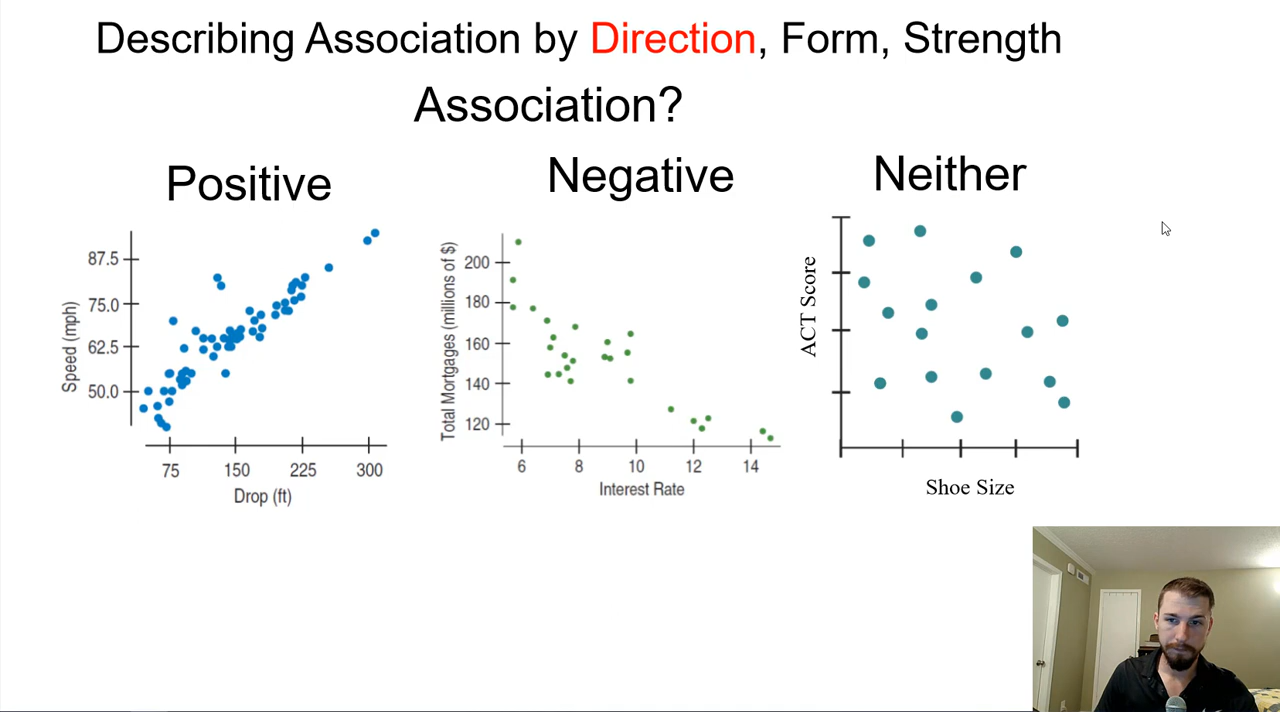 Describing Association by Direction, Form, Strength
Association?
Positive
Negative
Neither
87.5
75.0
62.5
50.0
Speed (mph)
75 150 225 300
Drop (ft)
200
180
160
140
120
Total Mortgages (millions of $)
6 8 10 12 14
Interest Rate
ACT Score
Shoe Size